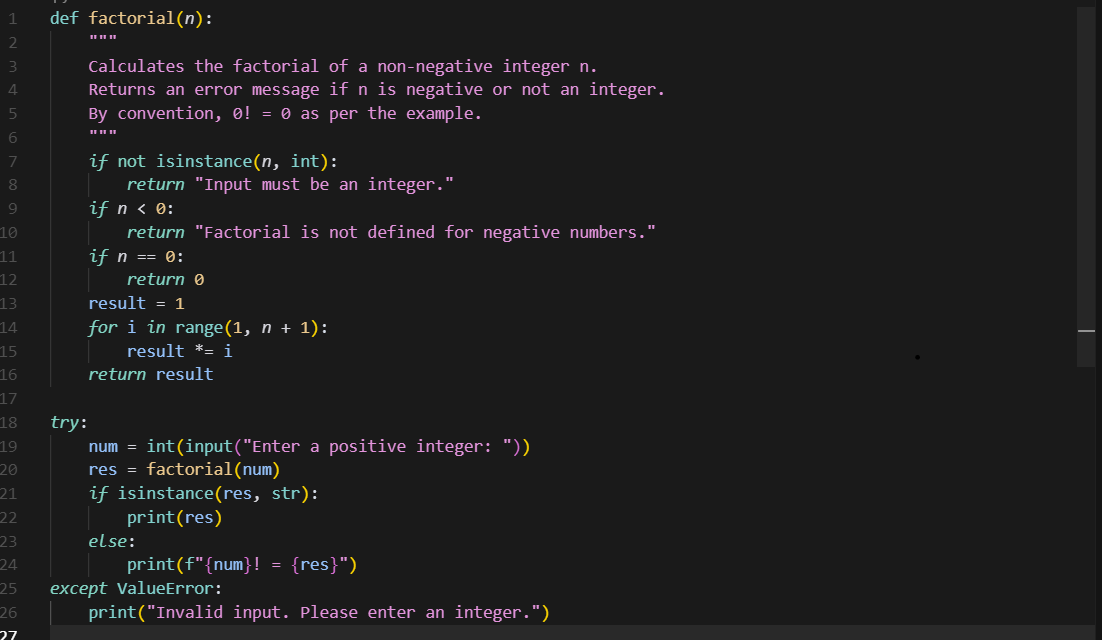 1 def factorial(n):
2     """
3     Calculates the factorial of a non-negative integer n.
4     Returns an error message if n is negative or not an integer.
5     By convention, 0! = 0 as per the example.
6     """
7     if not isinstance(n, int):
8         return "Input must be an integer."
9     if n < 0:
10         return "Factorial is not defined for negative numbers."
11     if n == 0:
12         return 0
13     result = 1
14     for i in range(1, n + 1):
15         result *= i
16     return result
17
18 try:
19     num = int(input("Enter a positive integer: "))
20     res = factorial(num)
21     if isinstance(res, str):
22         print(res)
23     else:
24         print(f"{num}! = {res}")
25 except ValueError:
26     print("Invalid input. Please enter an integer.")
27